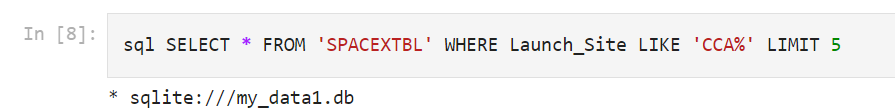 In [8]:
sql SELECT * FROM 'SPACEXTBL' WHERE Launch_Site LIKE 'CCA%' LIMIT 5
* sqlite:///my_data1.db